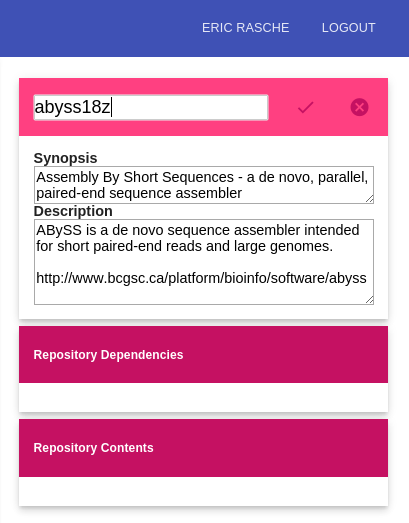 ERIC RASCHE LOGOUT
abyss18z
Synopsis
Assembly By Short Sequences - a de novo, parallel,
paired-end sequence assembler
Description
ABySS is a de novo sequence assembler intended
for short paired-end reads and large genomes.
http://www.bcgsc.ca/platform/bioinfo/software/abyss
Repository Dependencies
Repository Contents